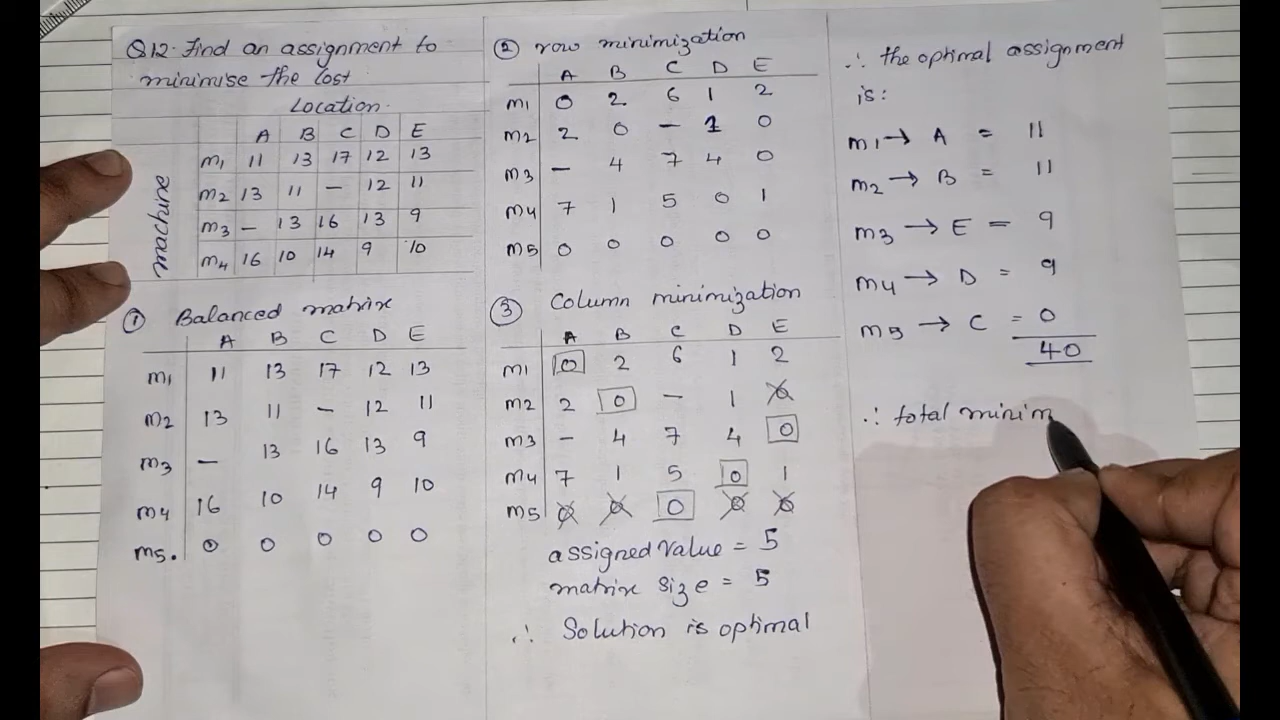 Q12. Find an assignment to
minimise the cost
Location.
A B C D E
machine
m1 11 13 17 12 13
m2 13 11 - 12 11
m3 - 13 16 13 9
m4 16 10 14 9 10
① Balanced matrix
A B C D E
m1 11 13 17 12 13
m2 13 11 - 12 11
m3 - 13 16 13 9
m4 16 10 14 9 10
m5. 0 0 0 0 0
② row minimization
A B C D E
m1 0 2 6 1 2
m2 2 0 - 1 0
m3 - 4 7 4 0
m4 7 1 5 0 1
m5 0 0 0 0 0
③ Column minimization
A B C D E
m1 0 2 6 1 2
m2 2 0 - 1 0
m3 - 4 7 4 0
m4 7 1 5 0 1
m5 0 0 0 0 0
assigned value = 5
matrix size = 5
∴ Solution is optimal
∴ the optimal assignment
is:
m1 → A = 11
m2 → B = 11
m3 → E = 9
m4 → D = 9
m5 → C = 0
40
∴ total minim